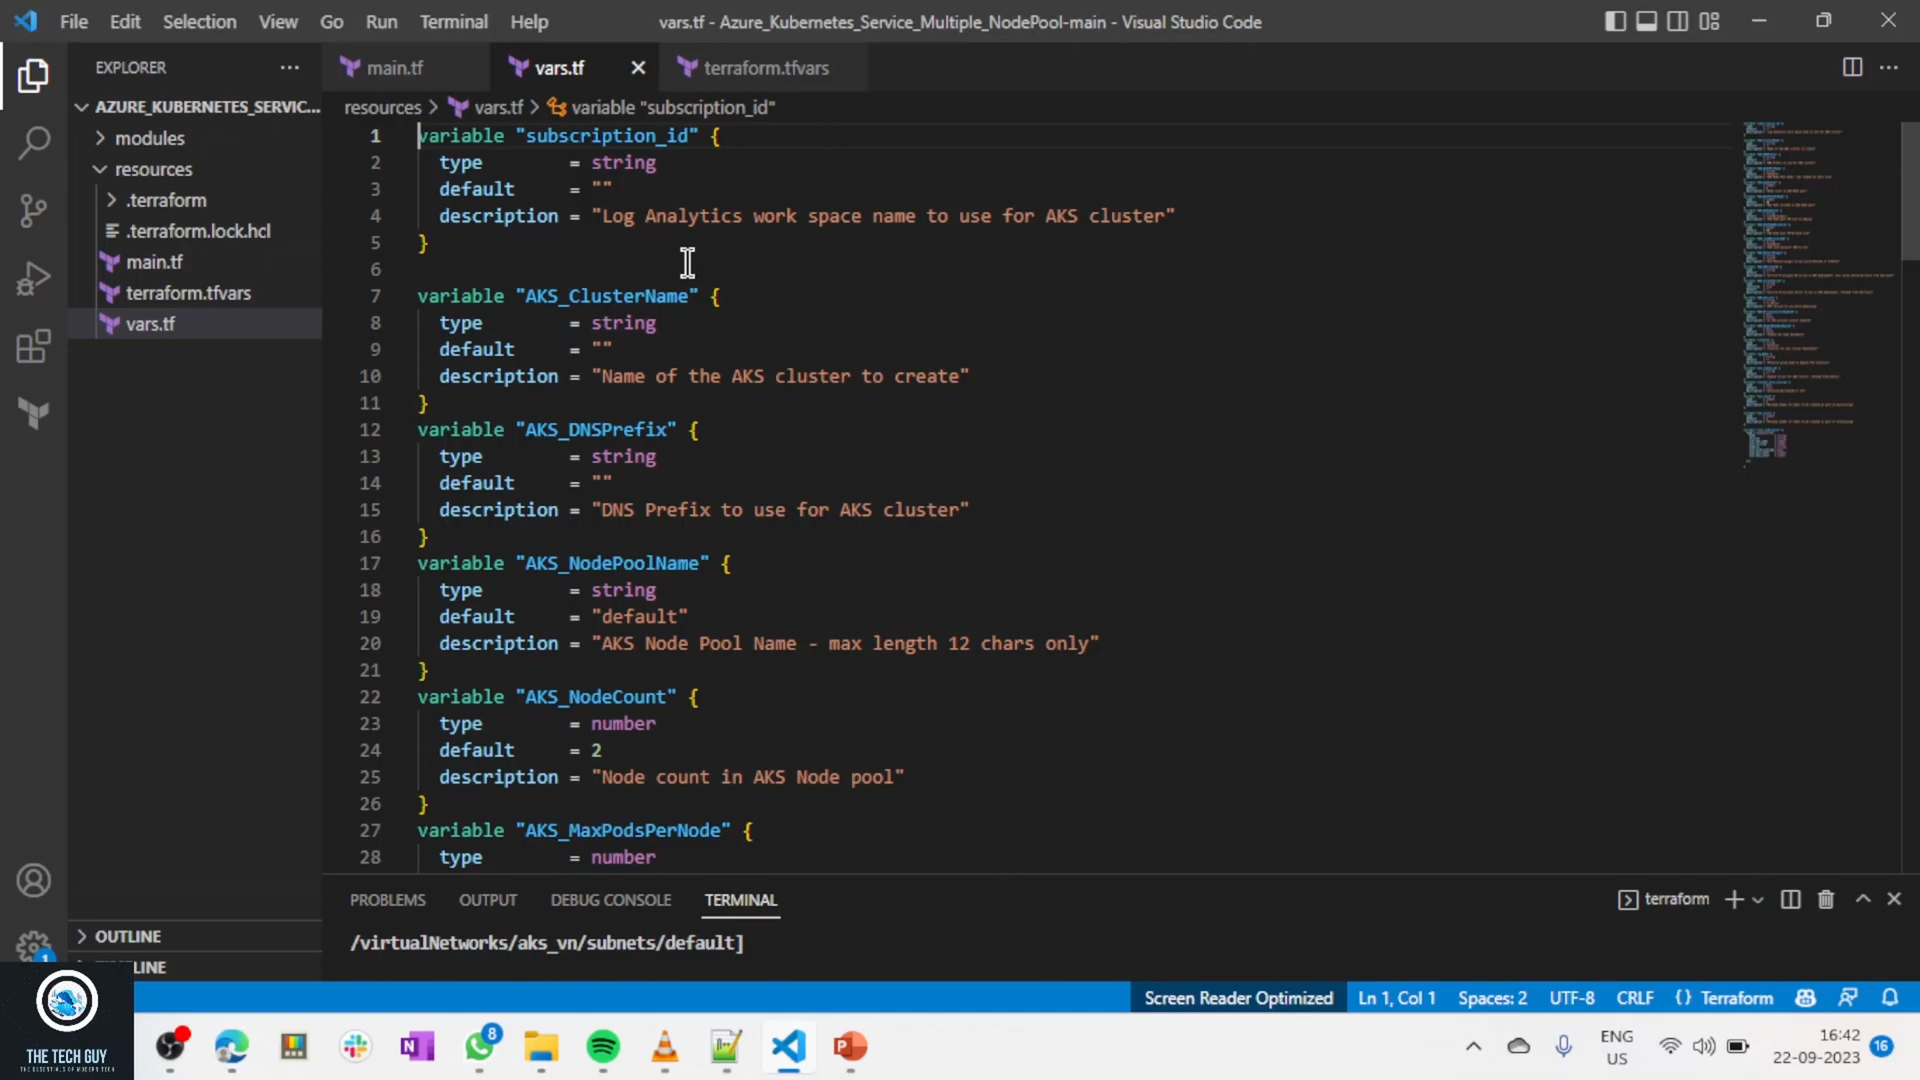 File Edit Selection View Go Run Terminal Help
vars.tf - Azure_Kubernetes_Service_Multiple_NodePool-main - Visual Studio Code
EXPLORER
main.tf
vars.tf
terraform.tfvars
AZURE_KUBERNETES_SERVIC...
modules
resources
.terraform
.terraform.lock.hcl
main.tf
terraform.tfvars
vars.tf
OUTLINE
LINE
resources > vars.tf > variable "subscription_id"
1 variable "subscription_id" {
2 type = string
3 default = ""
4 description = "Log Analytics work space name to use for AKS cluster"
5 }
6
7 variable "AKS_ClusterName" {
8 type = string
9 default = ""
10 description = "Name of the AKS cluster to create"
11 }
12 variable "AKS_DNSPrefix" {
13 type = string
14 default = ""
15 description = "DNS Prefix to use for AKS cluster"
16 }
17 variable "AKS_NodePoolName" {
18 type = string
19 default = "default"
20 description = "AKS Node Pool Name - max length 12 chars only"
21 }
22 variable "AKS_NodeCount" {
23 type = number
24 default = 2
25 description = "Node count in AKS Node pool"
26 }
27 variable "AKS_MaxPodsPerNode" {
28 type = number
PROBLEMS OUTPUT DEBUG CONSOLE TERMINAL
terraform
/virtualNetworks/aks_vn/subnets/default]
1
Screen Reader Optimized Ln 1, Col 1 Spaces: 2 UTF-8 CRLF {} Terraform
THE TECH GUY
THE ESSENTIALS OF MODERN TECH
8
ENG
US
16:42
22-09-2023
16